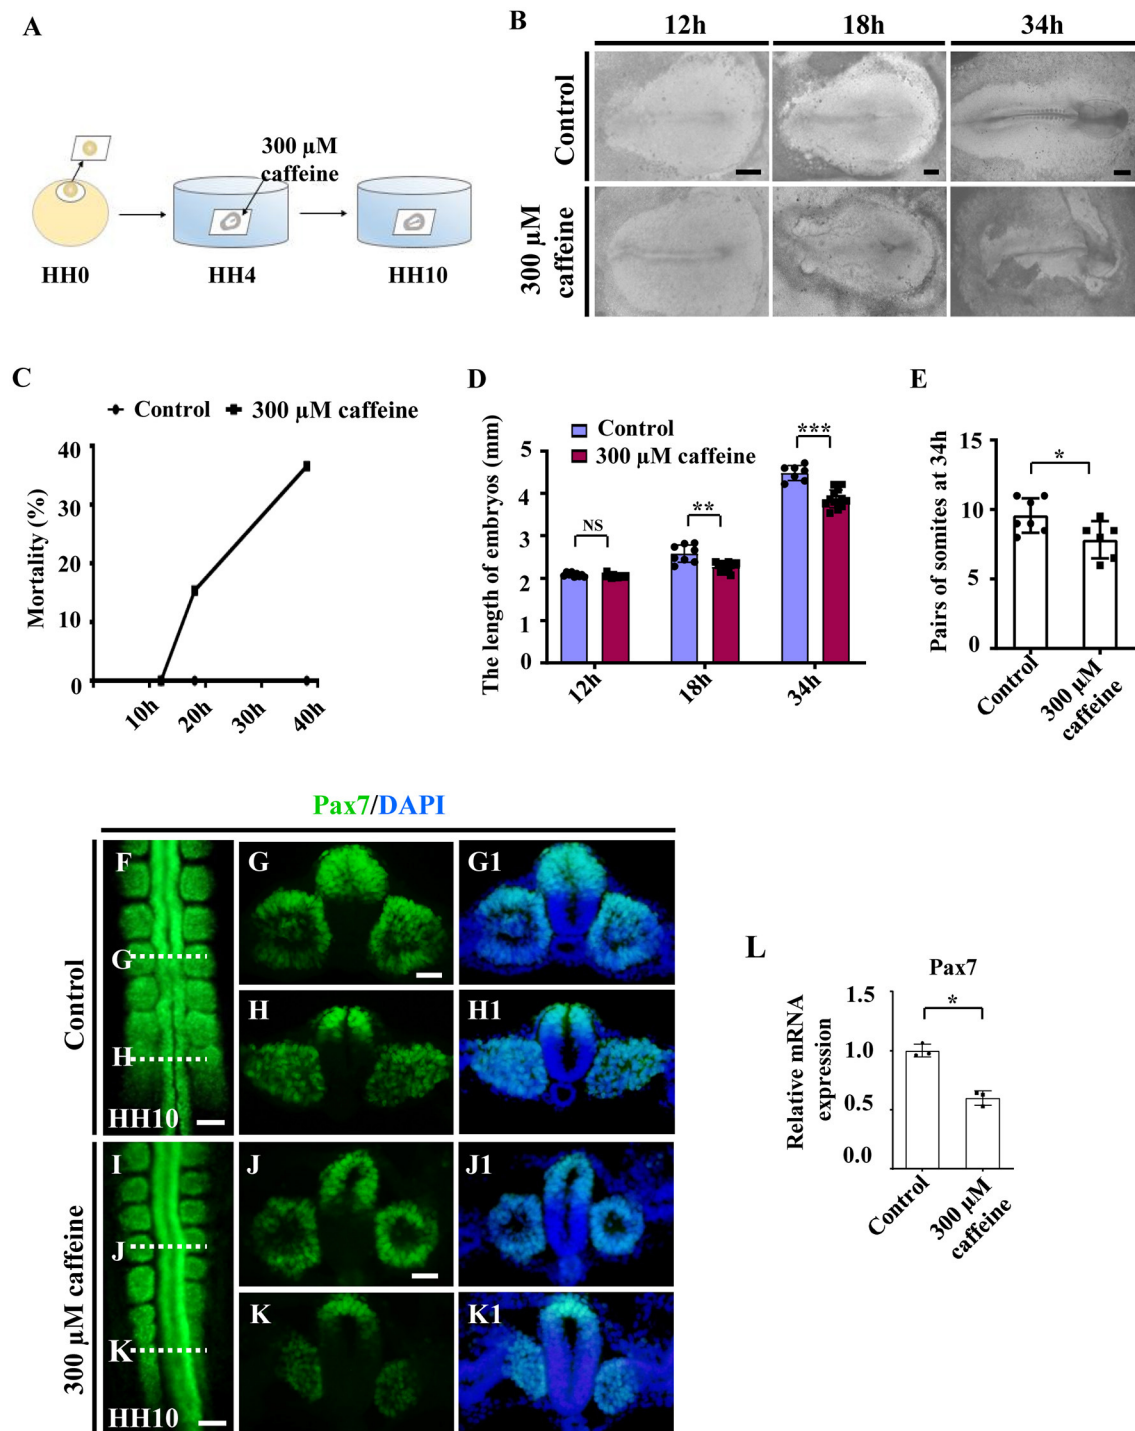 A
300 μM
caffeine
HH0
HH4
HH10
B
12h
18h
34h
Control
300 μM
caffeine
C
Control
300 μM caffeine
Mortality (%)
40
30
20
10
0
10h
20h
30h
40h
D
Control
300 μM caffeine
The length of embryos (mm)
5
4
3
2
1
0
NS
**
***
12h
18h
34h
E
Pairs of somites at 34h
15
10
5
0
*
Control
300 μM
caffeine
Pax7/DAPI
Control
F
G
H
HH10
G
G1
H
H1
300 μM caffeine
I
J
K
HH10
J
J1
K
K1
L
Pax7
Relative mRNA
expression
1.5
1.0
0.5
0.0
*
Control
300 μM
caffeine